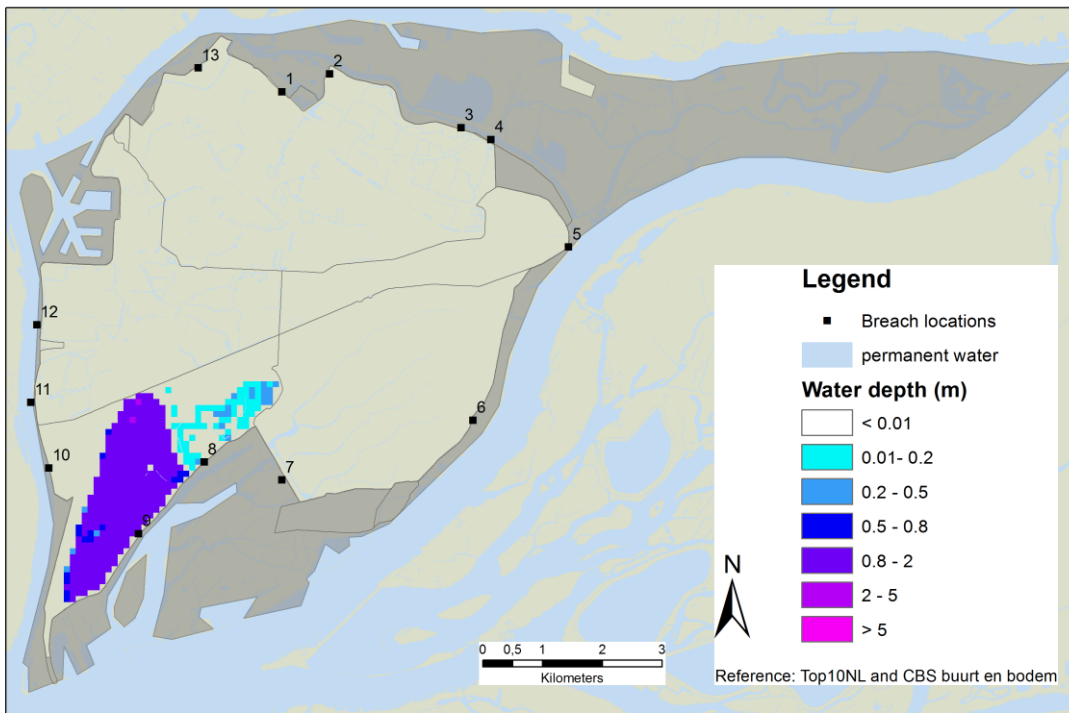 13
2
1
3
4
5
12
11
6
10
8
7
9
Legend
Breach locations
permanent water
Water depth (m)
< 0.01
0.01- 0.2
0.2 - 0.5
0.5 - 0.8
0.8 - 2
2 - 5
> 5
N
0 0,5 1 2 3
Kilometers
Reference: Top10NL and CBS buurt en bodem